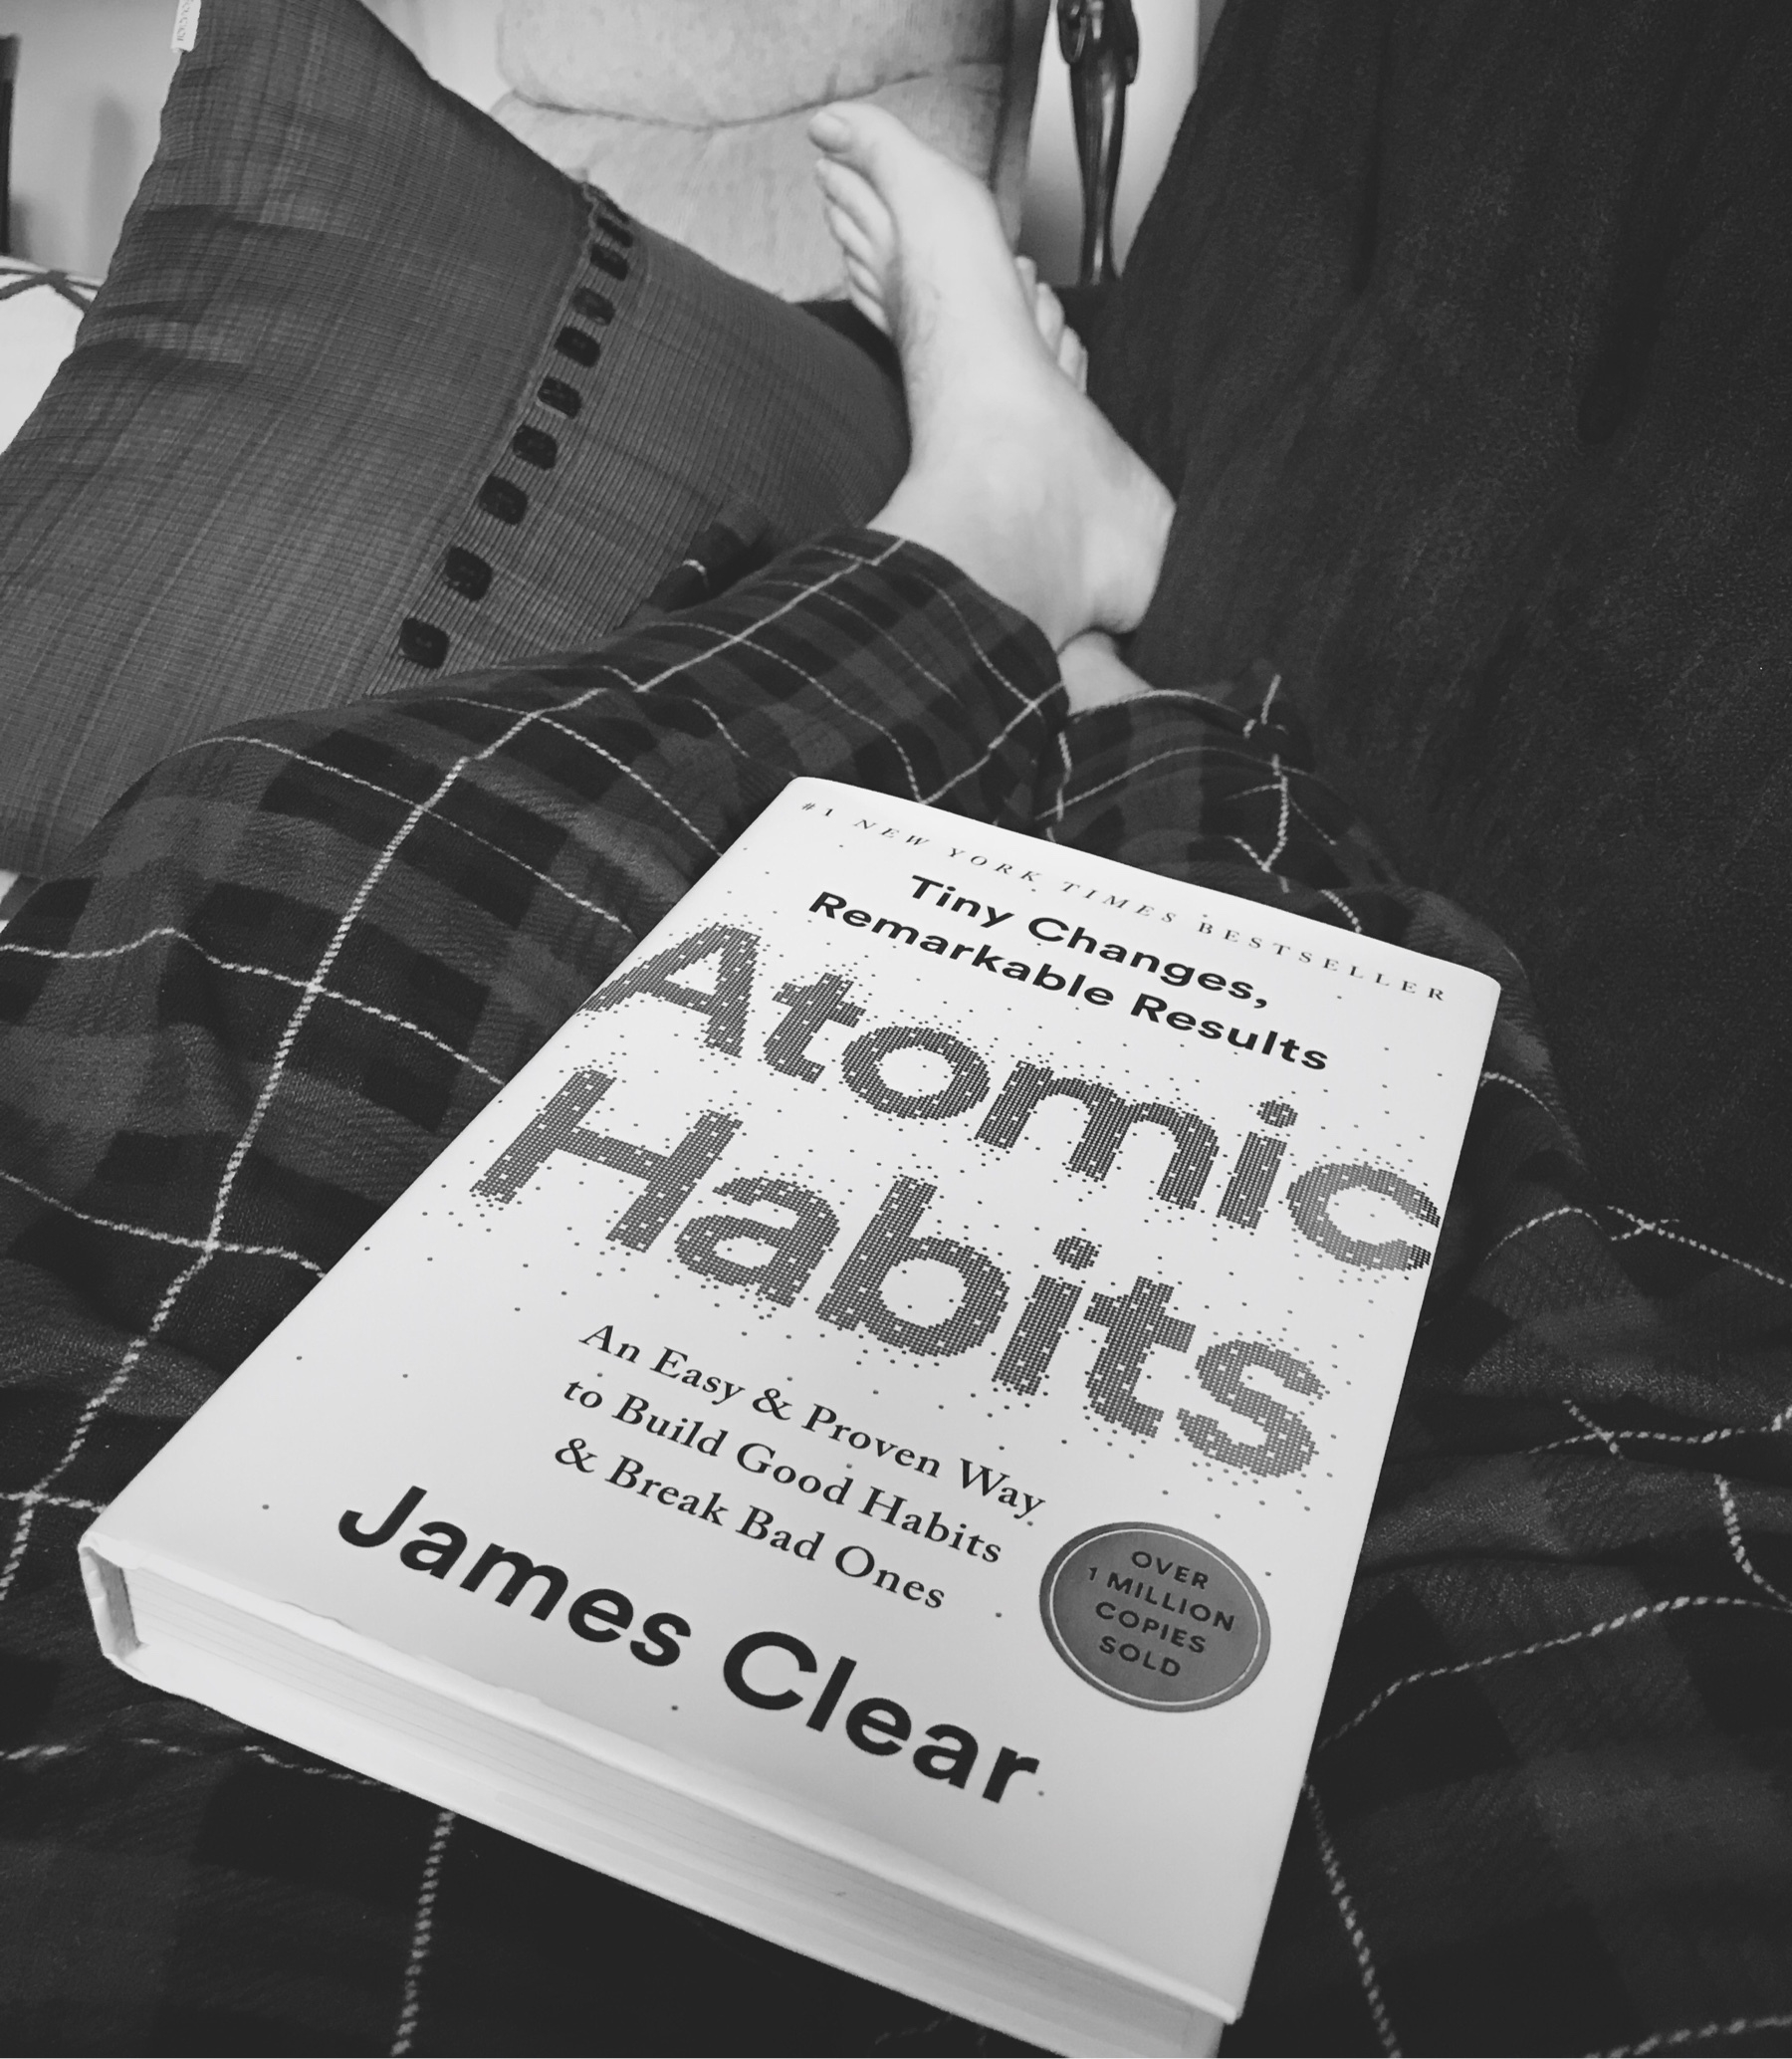 #1 NEW YORK TIMES BESTSELLER
Tiny Changes,
Remarkable Results
Atomic
Habits
An Easy & Proven Way
to Build Good Habits
& Break Bad Ones
James Clear
OVER
1 MILLION
COPIES
SOLD